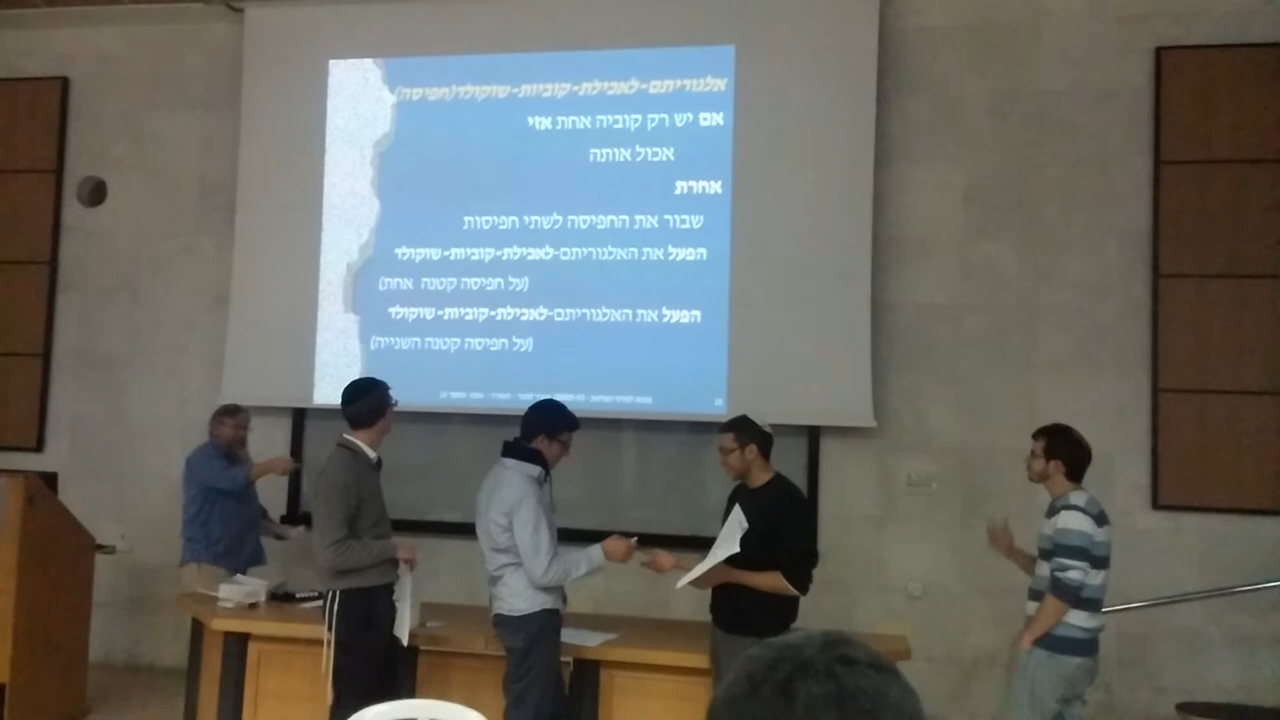 אלגוריתם-לאכילת-קוביות-שוקולד(חפיסה)
אם יש רק קוביה אחת אזי
אכול אותה
אחרת
שבור את החפיסה לשתי חפיסות
הפעל את האלגוריתם-לאכילת-קוביות-שוקולד
(על חפיסה קטנה אחת)
הפעל את האלגוריתם-לאכילת-קוביות-שוקולד
(על חפיסה קטנה השנייה)